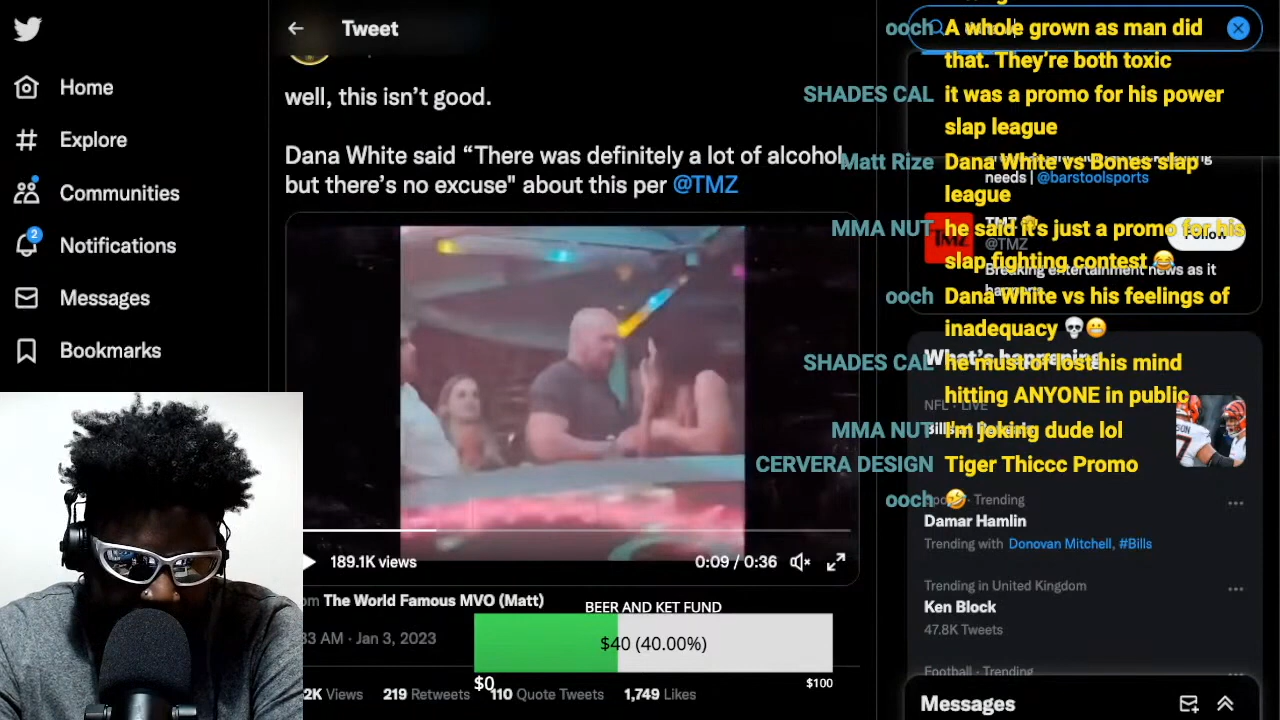 Home
Explore
Communities
2
Notifications
Messages
Bookmarks
Tweet
well, this isn’t good.
Dana White said “There was definitely a lot of alcohol
but there’s no excuse" about this per @TMZ
189.1K views
0:09 / 0:36
The World Famous MVO (Matt)
AM · Jan 3, 2023
BEER AND KET FUND
$40 (40.00%)
$0
$100
2K Views 219 Retweets 110 Quote Tweets 1,749 Likes
ooch A whole grown as man did
that. They’re both toxic
SHADES CAL it was a promo for his power
slap league
Matt Rize Dana White vs Bones slap
league
MMA NUT he said it's just a promo for his
slap fighting contest 😂
ooch Dana White vs his feelings of
inadequacy 💀😬
SHADES CAL he must of lost his mind
hitting ANYONE in public
MMA NUT I'm joking dude lol
CERVERA DESIGN Tiger Thiccc Promo
ooch 🤣
needs | @barstoolsports
TMZ
@TMZ
Follow
Breaking entertainment news as it
happens
What's happening
NFL · LIVE
Trending
Damar Hamlin
Trending with Donovan Mitchell, #Bills
Trending in United Kingdom
Ken Block
47.8K Tweets
Football · Trending
Messages